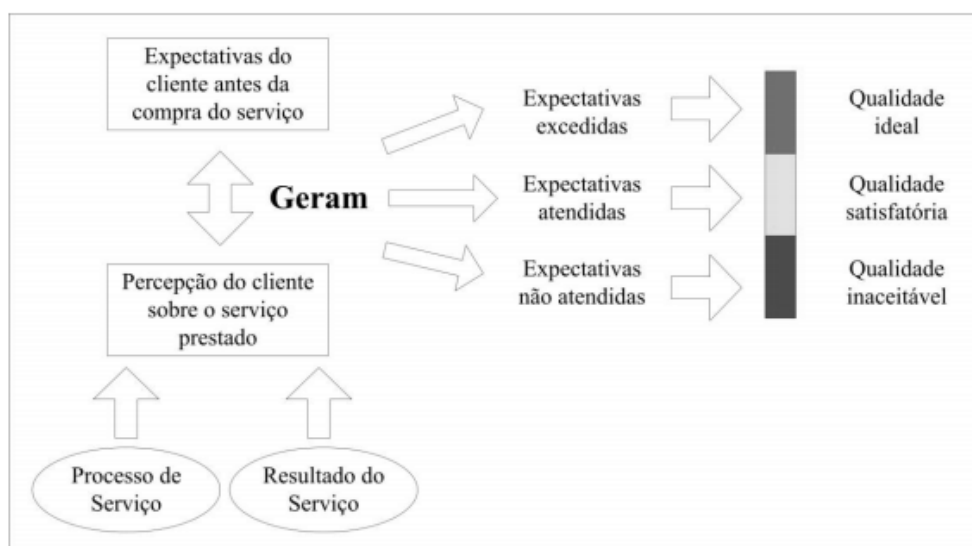 Expectativas do
cliente antes da
compra do serviço
Geram
Percepção do cliente
sobre o serviço
prestado
Processo de
Serviço
Resultado do
Serviço
Expectativas
excedidas
Qualidade
ideal
Expectativas
atendidas
Qualidade
satisfatória
Expectativas
não atendidas
Qualidade
inaceitável